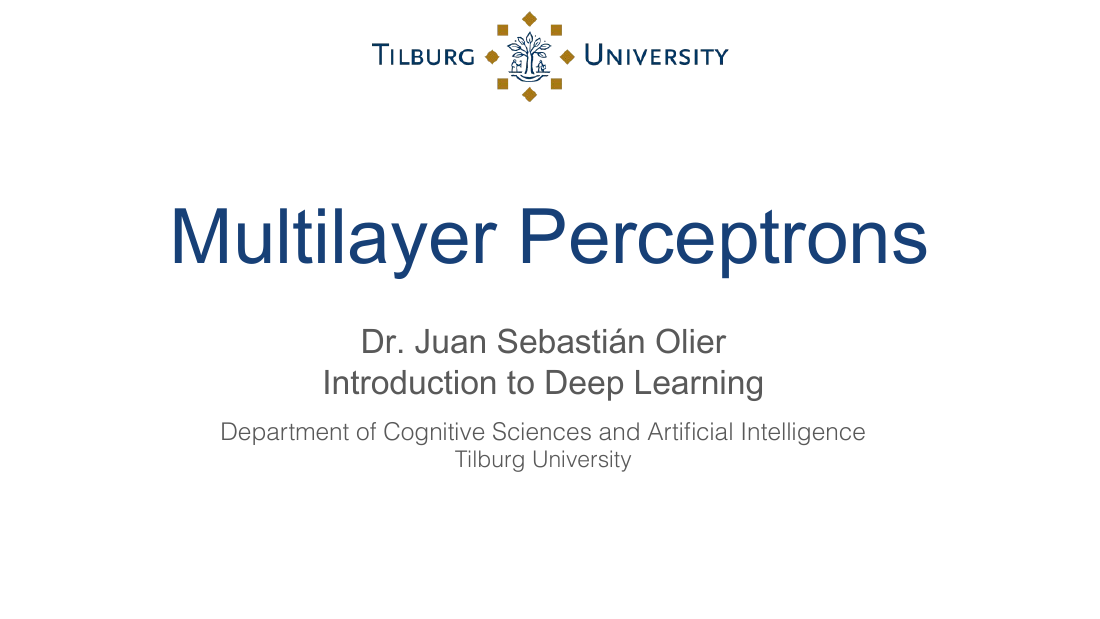 TILBURG UNIVERSITY
Multilayer Perceptrons
Dr. Juan Sebastián Olier
Introduction to Deep Learning
Department of Cognitive Sciences and Artificial Intelligence
Tilburg University